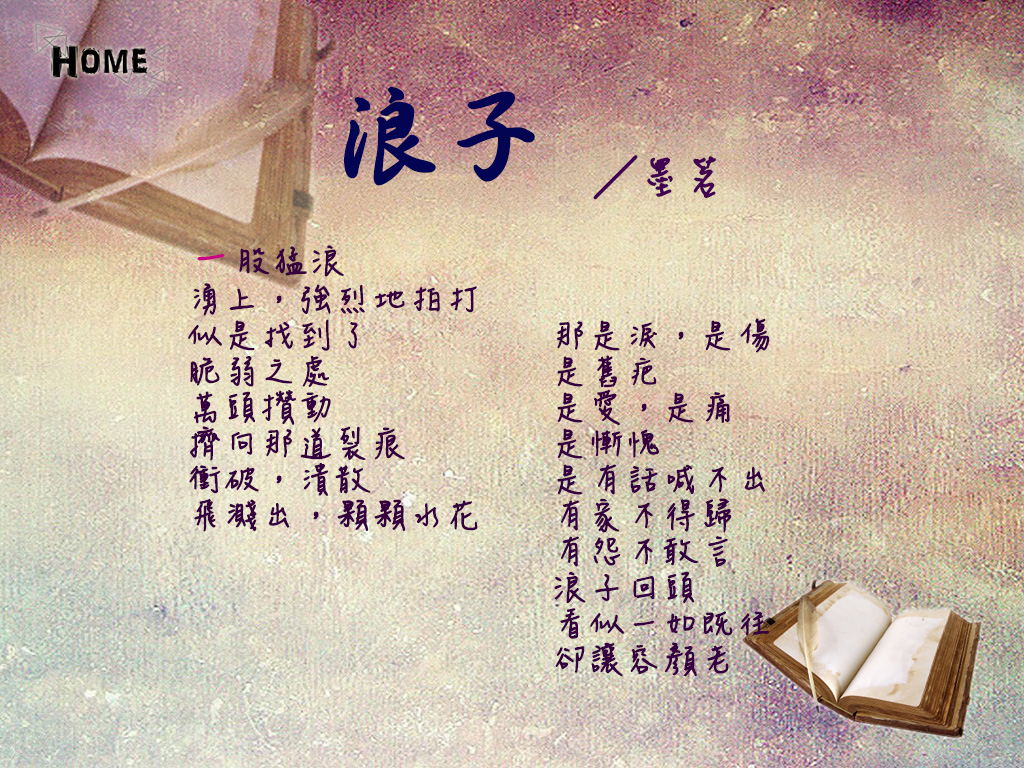 HOME
浪子
／墨茗
一股猛浪
湧上，強烈地拍打
似是找到了
脆弱之處
萬頭攢動
擠向那道裂痕
衝破，潰散
飛濺出，顆顆水花
那是淚，是傷
是舊疤
是愛，是痛
是慚愧
是有話喊不出
有家不得歸
有怨不敢言
浪子回頭
看似一如既往
卻讓容顏老